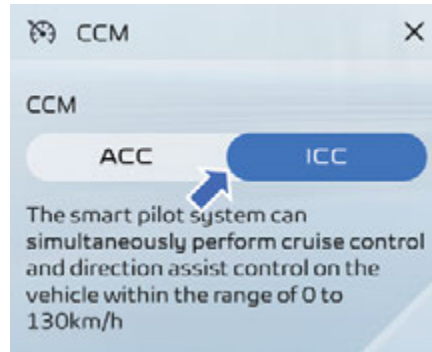 CCM
CCM
ACC
ICC
The smart pilot system can
simultaneously perform cruise control
and direction assist control on the
vehicle within the range of 0 to
130km/h